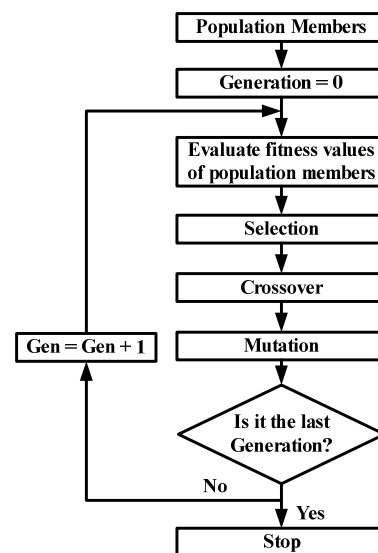 Population Members
Generation = 0
Evaluate fitness values
of population members
Selection
Crossover
Mutation
Gen = Gen + 1
Is it the last
Generation?
No
Yes
Stop